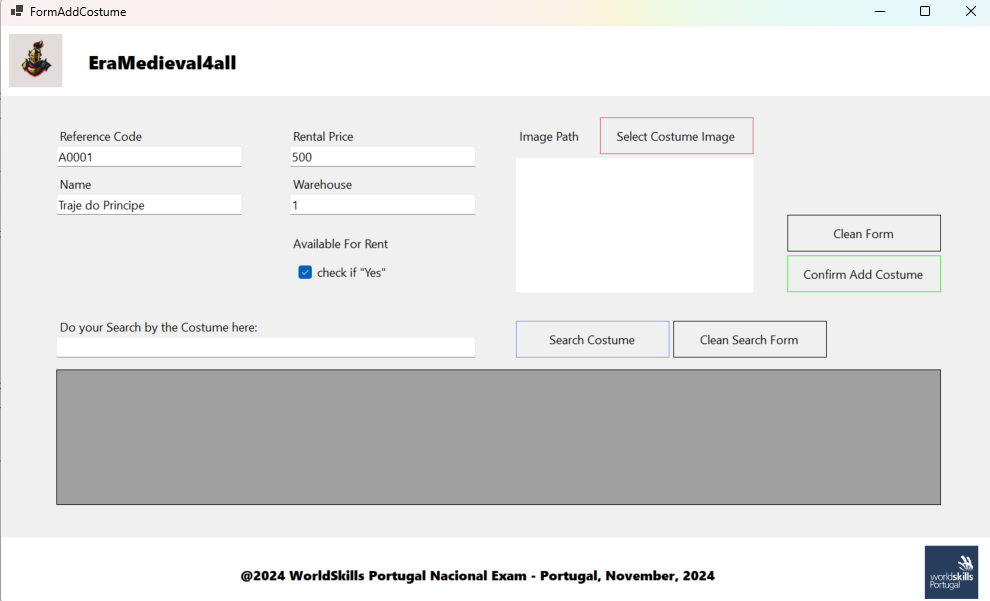 FormAddCostume
EraMedieval4all
Reference Code
A0001
Name
Traje do Principe
Rental Price
500
Warehouse
1
Available For Rent
check if "Yes"
Image Path
Select Costume Image
Clean Form
Confirm Add Costume
Do your Search by the Costume here:
Search Costume
Clean Search Form
@2024 WorldSkills Portugal Nacional Exam - Portugal, November, 2024
worldskills
Portugal